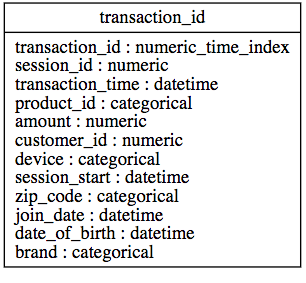 transaction_id
transaction_id : numeric_time_index
session_id : numeric
transaction_time : datetime
product_id : categorical
amount : numeric
customer_id : numeric
device : categorical
session_start : datetime
zip_code : categorical
join_date : datetime
date_of_birth : datetime
brand : categorical